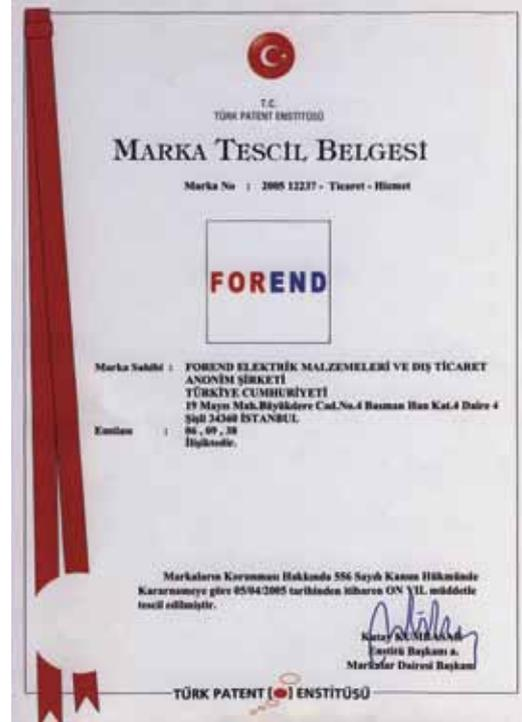 T.C.
TÜRK PATENT ENSTİTÜSÜ
MARKA TESCİL BELGESİ
Marka No : 2005 12237 - Ticaret - Hizmet
FOREND
Marka Sahibi : FOREND ELEKTRİK MALZEMELERİ VE DIŞ TİCARET
ANONİM ŞİRKETİ
TÜRKİYE CUMHURİYETİ
19 Mayıs Mah.Büyükdere Cad.No.4 Basman Han Kat.4 Daire 4
Şişli 34360 İSTANBUL
Emtiası : 06 , 09 , 38
İlişiktedir.
Markaların Korunması Hakkında 556 Sayılı Kanun Hükmünde
Kararnameye göre 05/04/2005 tarihinden itibaren ON YIL müddetle
tescil edilmiştir.
KUMBASAR
Enstitü Başkanı a.
Markalar Dairesi Başkanı
TÜRK PATENT ENSTİTÜSÜ